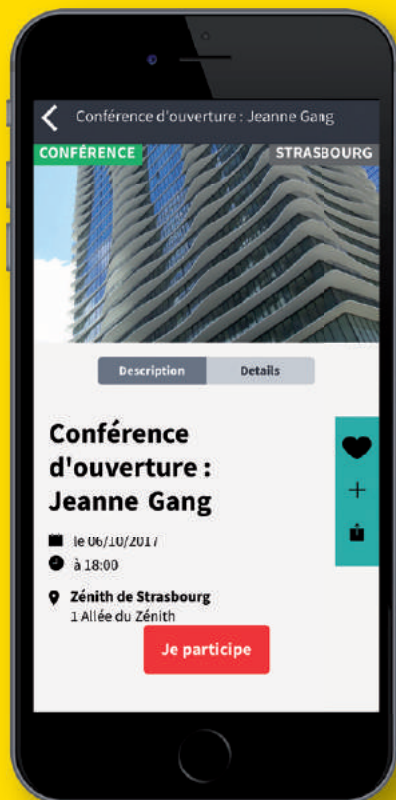 Conférence d'ouverture : Jeanne Gang
CONFÉRENCE
STRASBOURG
Description
Details
Conférence
d'ouverture :
Jeanne Gang
le 06/10/2017
à 18:00
Zénith de Strasbourg
1 Allée du Zénith
Je participe